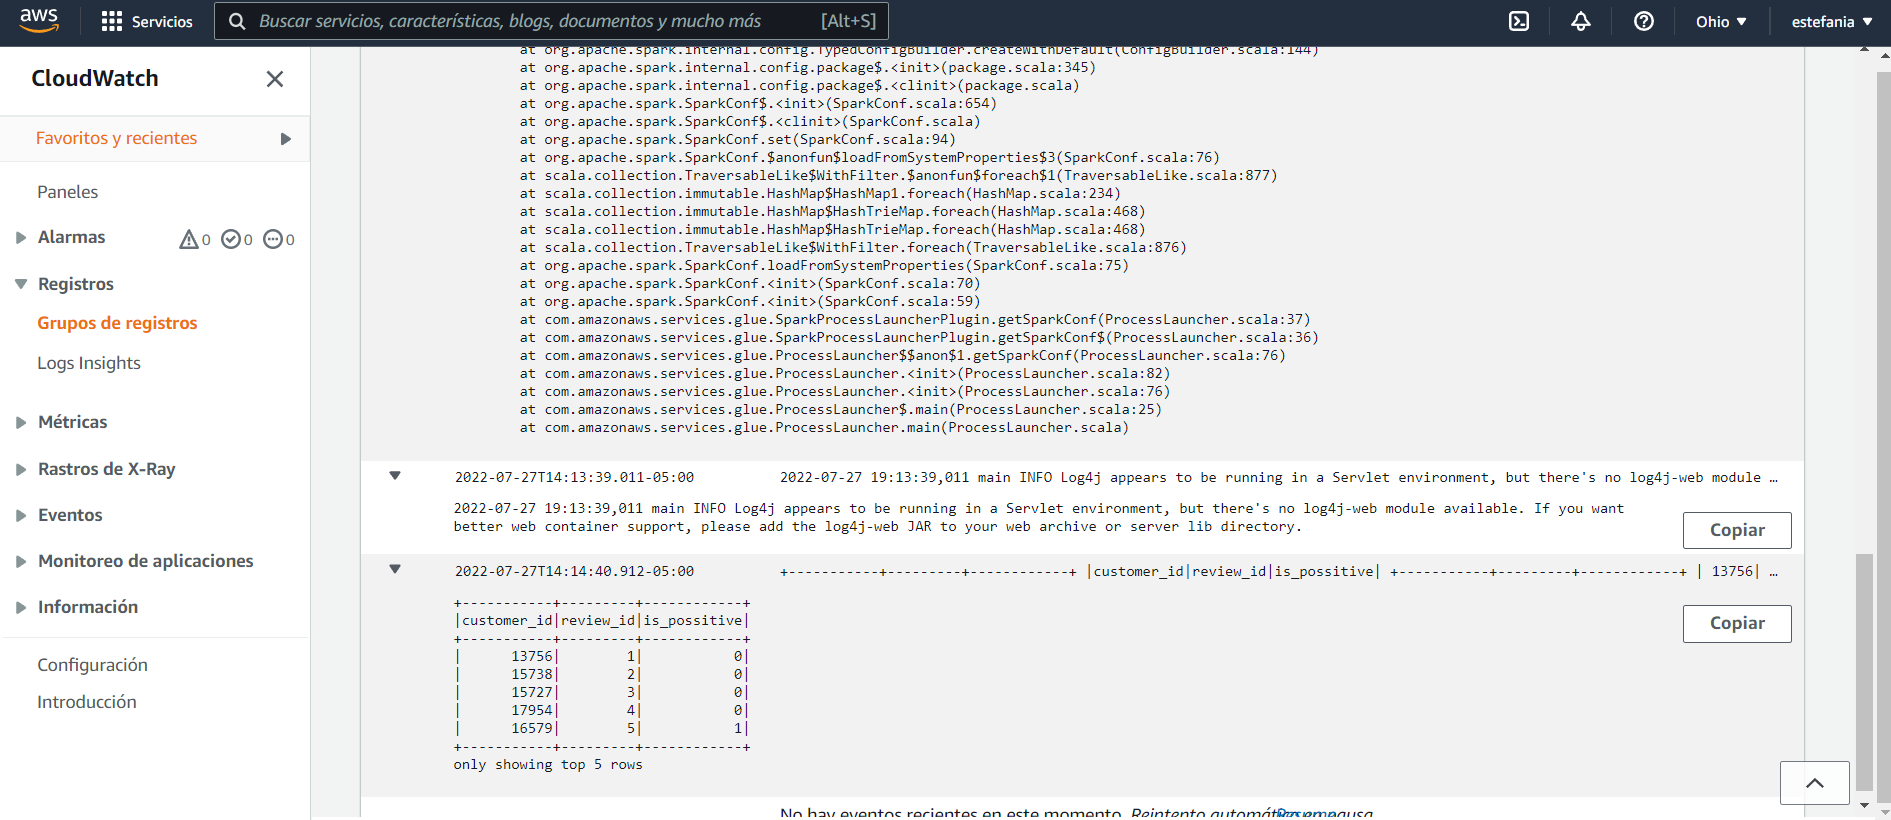 aws
Servicios
Buscar servicios, características, blogs, documentos y mucho más
[Alt+S]
Ohio
estefania
CloudWatch
Favoritos y recientes
Paneles
Alarmas
0
0
0
Registros
Grupos de registros
Logs Insights
Métricas
Rastros de X-Ray
Eventos
Monitoreo de aplicaciones
Información
Configuración
Introducción
at org.apache.spark.internal.config.TypedConfigBuilder.createWithDefault(ConfigBuilder.scala:144)
at org.apache.spark.internal.config.package$.<init>(package.scala:345)
at org.apache.spark.internal.config.package$.<clinit>(package.scala)
at org.apache.spark.SparkConf$.<init>(SparkConf.scala:654)
at org.apache.spark.SparkConf$.<clinit>(SparkConf.scala)
at org.apache.spark.SparkConf.set(SparkConf.scala:94)
at org.apache.spark.SparkConf.$anonfun$loadFromSystemProperties$3(SparkConf.scala:76)
at scala.collection.TraversableLike$WithFilter.$anonfun$foreach$1(TraversableLike.scala:877)
at scala.collection.immutable.HashMap$HashMap1.foreach(HashMap.scala:234)
at scala.collection.immutable.HashMap$HashTrieMap.foreach(HashMap.scala:468)
at scala.collection.immutable.HashMap$HashTrieMap.foreach(HashMap.scala:468)
at scala.collection.TraversableLike$WithFilter.foreach(TraversableLike.scala:876)
at org.apache.spark.SparkConf.loadFromSystemProperties(SparkConf.scala:75)
at org.apache.spark.SparkConf.<init>(SparkConf.scala:70)
at org.apache.spark.SparkConf.<init>(SparkConf.scala:59)
at com.amazonaws.services.glue.SparkProcessLauncherPlugin.getSparkConf(ProcessLauncher.scala:37)
at com.amazonaws.services.glue.SparkProcessLauncherPlugin.getSparkConf$(ProcessLauncher.scala:36)
at com.amazonaws.services.glue.ProcessLauncher$$anon$1.getSparkConf(ProcessLauncher.scala:76)
at com.amazonaws.services.glue.ProcessLauncher.<init>(ProcessLauncher.scala:82)
at com.amazonaws.services.glue.ProcessLauncher.<init>(ProcessLauncher.scala:76)
at com.amazonaws.services.glue.ProcessLauncher$.main(ProcessLauncher.scala:25)
at com.amazonaws.services.glue.ProcessLauncher.main(ProcessLauncher.scala)
2022-07-27T14:13:39.011-05:00 2022-07-27 19:13:39,011 main INFO Log4j appears to be running in a Servlet environment, but there's no log4j-web module …
2022-07-27 19:13:39,011 main INFO Log4j appears to be running in a Servlet environment, but there's no log4j-web module available. If you want
better web container support, please add the log4j-web JAR to your web archive or server lib directory.
Copiar
2022-07-27T14:14:40.912-05:00 +-----------+---------+------------+ |customer_id|review_id|is_possitive| +-----------+---------+------------+ | 13756| …
+-----------+---------+------------+
|customer_id|review_id|is_possitive|
+-----------+---------+------------+
|      13756|        1|           0|
|      15738|        2|           0|
|      15727|        3|           0|
|      17954|        4|           0|
|      16579|        5|           1|
+-----------+---------+------------+
only showing top 5 rows
Copiar
No hay eventos recientes en este momento. Reintento automático en pausa.